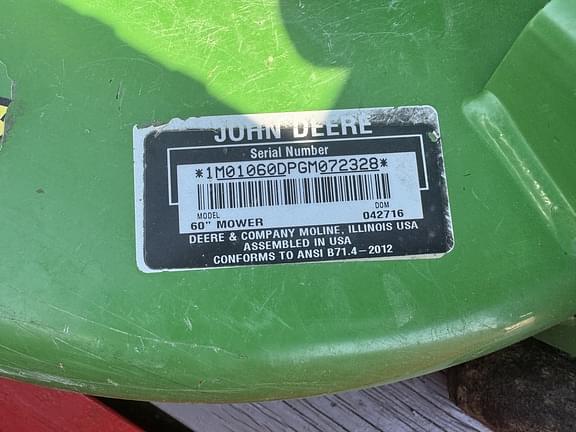 JOHN DEERE
Serial Number
*1M01060DPGM072328*
MODEL DOM
60" MOWER 042716
DEERE & COMPANY MOLINE, ILLINOIS USA
ASSEMBLED IN USA
CONFORMS TO ANSI B71.4-2012